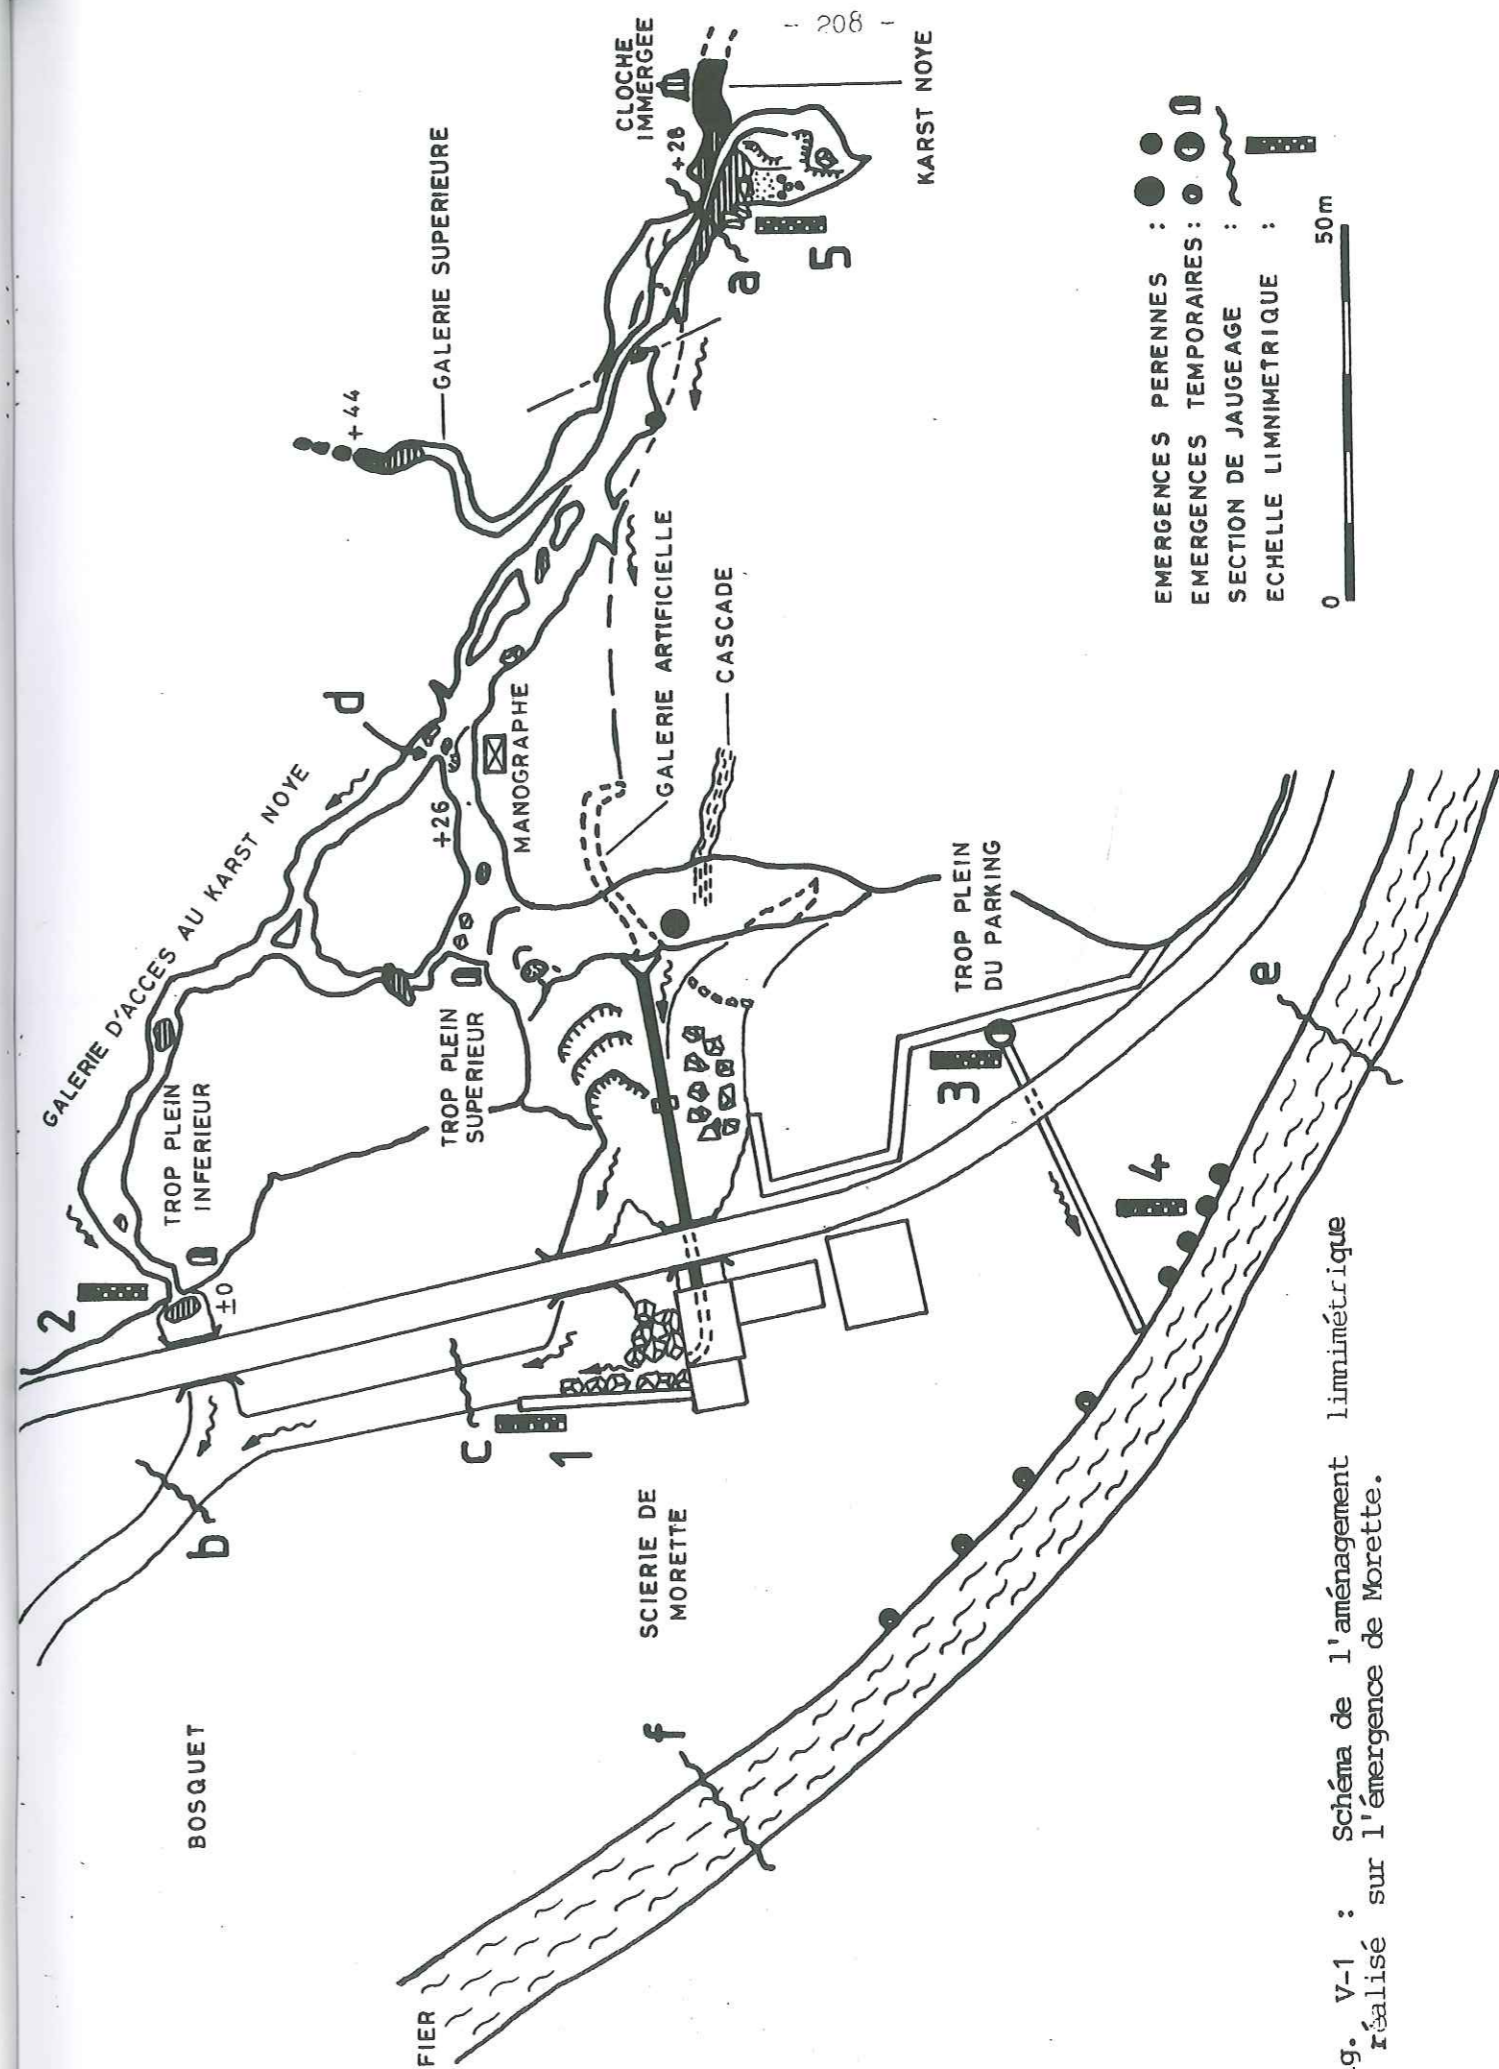 - 208 -
CLOCHE
IMMERGEE
+28
KARST NOYE
GALERIE SUPERIEURE
+44
a
5
GALERIE D'ACCES AU KARST NOYE
d
+26
MANOGRAPHE
GALERIE ARTIFICIELLE
CASCADE
2
TROP PLEIN
INFERIEUR
±0
TROP PLEIN
SUPERIEUR
TROP PLEIN
DU PARKING
3
4
e
c
1
b
SCIERIE DE
MORETTE
BOSQUET
f
FIER
EMERGENCES PERENNES :
EMERGENCES TEMPORAIRES :
SECTION DE JAUGEAGE :
ECHELLE LIMNIMETRIQUE :
0 50m
g. V-1 : Schéma de l'aménagement limnimétrique
réalisé sur l'émergence de Morette.